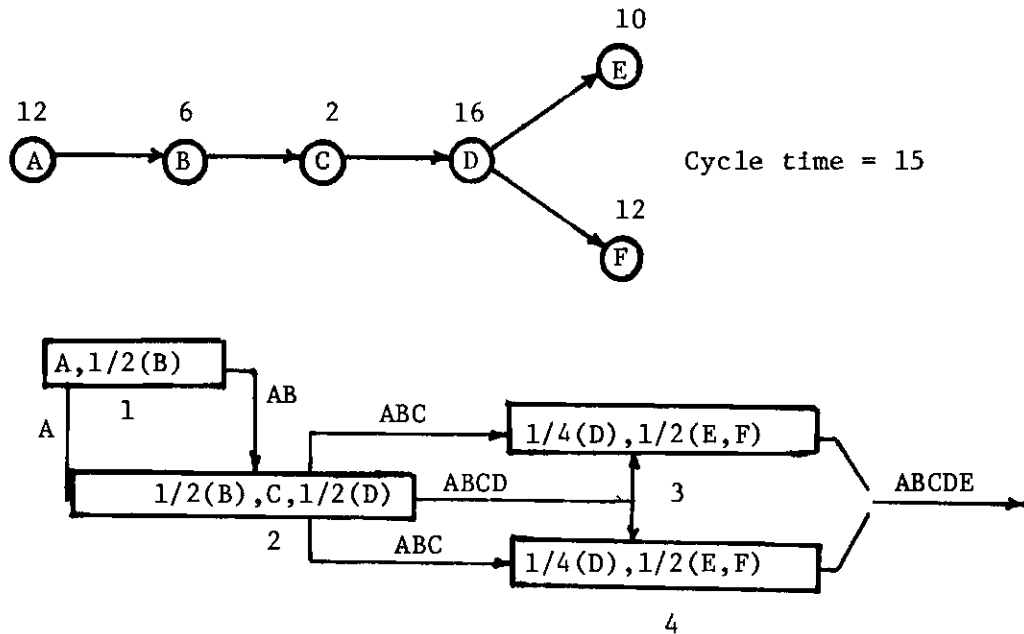 10
E
12 6 2 16
A B C D Cycle time = 15
12
F
A,1/2(B)
1
AB
A
ABC
1/4(D),1/2(E,F)
1/2(B),C,1/2(D)
ABCD
3
ABCDE
2
ABC
1/4(D),1/2(E,F)
4